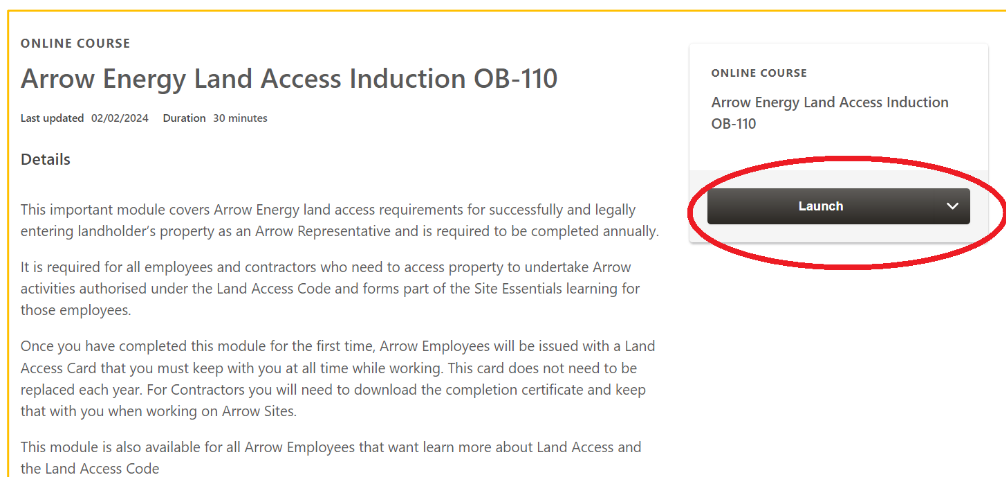 ONLINE COURSE
Arrow Energy Land Access Induction OB-110
Last updated 02/02/2024 Duration 30 minutes
Details
This important module covers Arrow Energy land access requirements for successfully and legally
entering landholder's property as an Arrow Representative and is required to be completed annually.
It is required for all employees and contractors who need to access property to undertake Arrow
activities authorised under the Land Access Code and forms part of the Site Essentials learning for
those employees.
Once you have completed this module for the first time, Arrow Employees will be issued with a Land
Access Card that you must keep with you at all time while working. This card does not need to be
replaced each year. For Contractors you will need to download the completion certificate and keep
that with you when working on Arrow Sites.
This module is also available for all Arrow Employees that want learn more about Land Access and
the Land Access Code
ONLINE COURSE
Arrow Energy Land Access Induction
OB-110
Launch